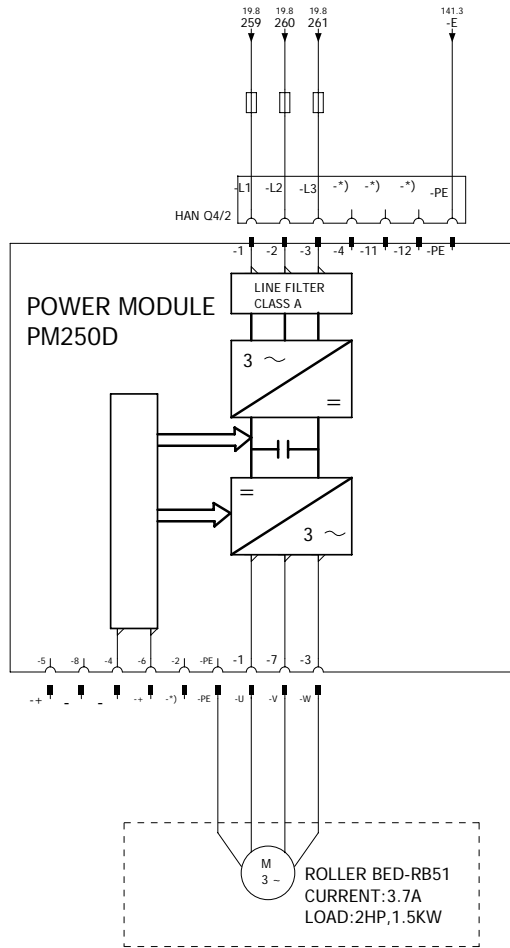 19.8 19.8 19.8 141.3
259 260 261 -E
-L1 -L2 -L3 -*) -*) -*) -PE
HAN Q4/2
-1 -2 -3 -4 -11 -12 -PE
LINE FILTER
CLASS A
POWER MODULE
PM250D
3 ~
=
=
3 ~
-5 -8 -4 -6 -2 -PE -1 -7 -3
-+ - - -+ -*) -PE -U -V -W
M
3 ~
ROLLER BED-RB51
CURRENT:3.7A
LOAD:2HP,1.5KW